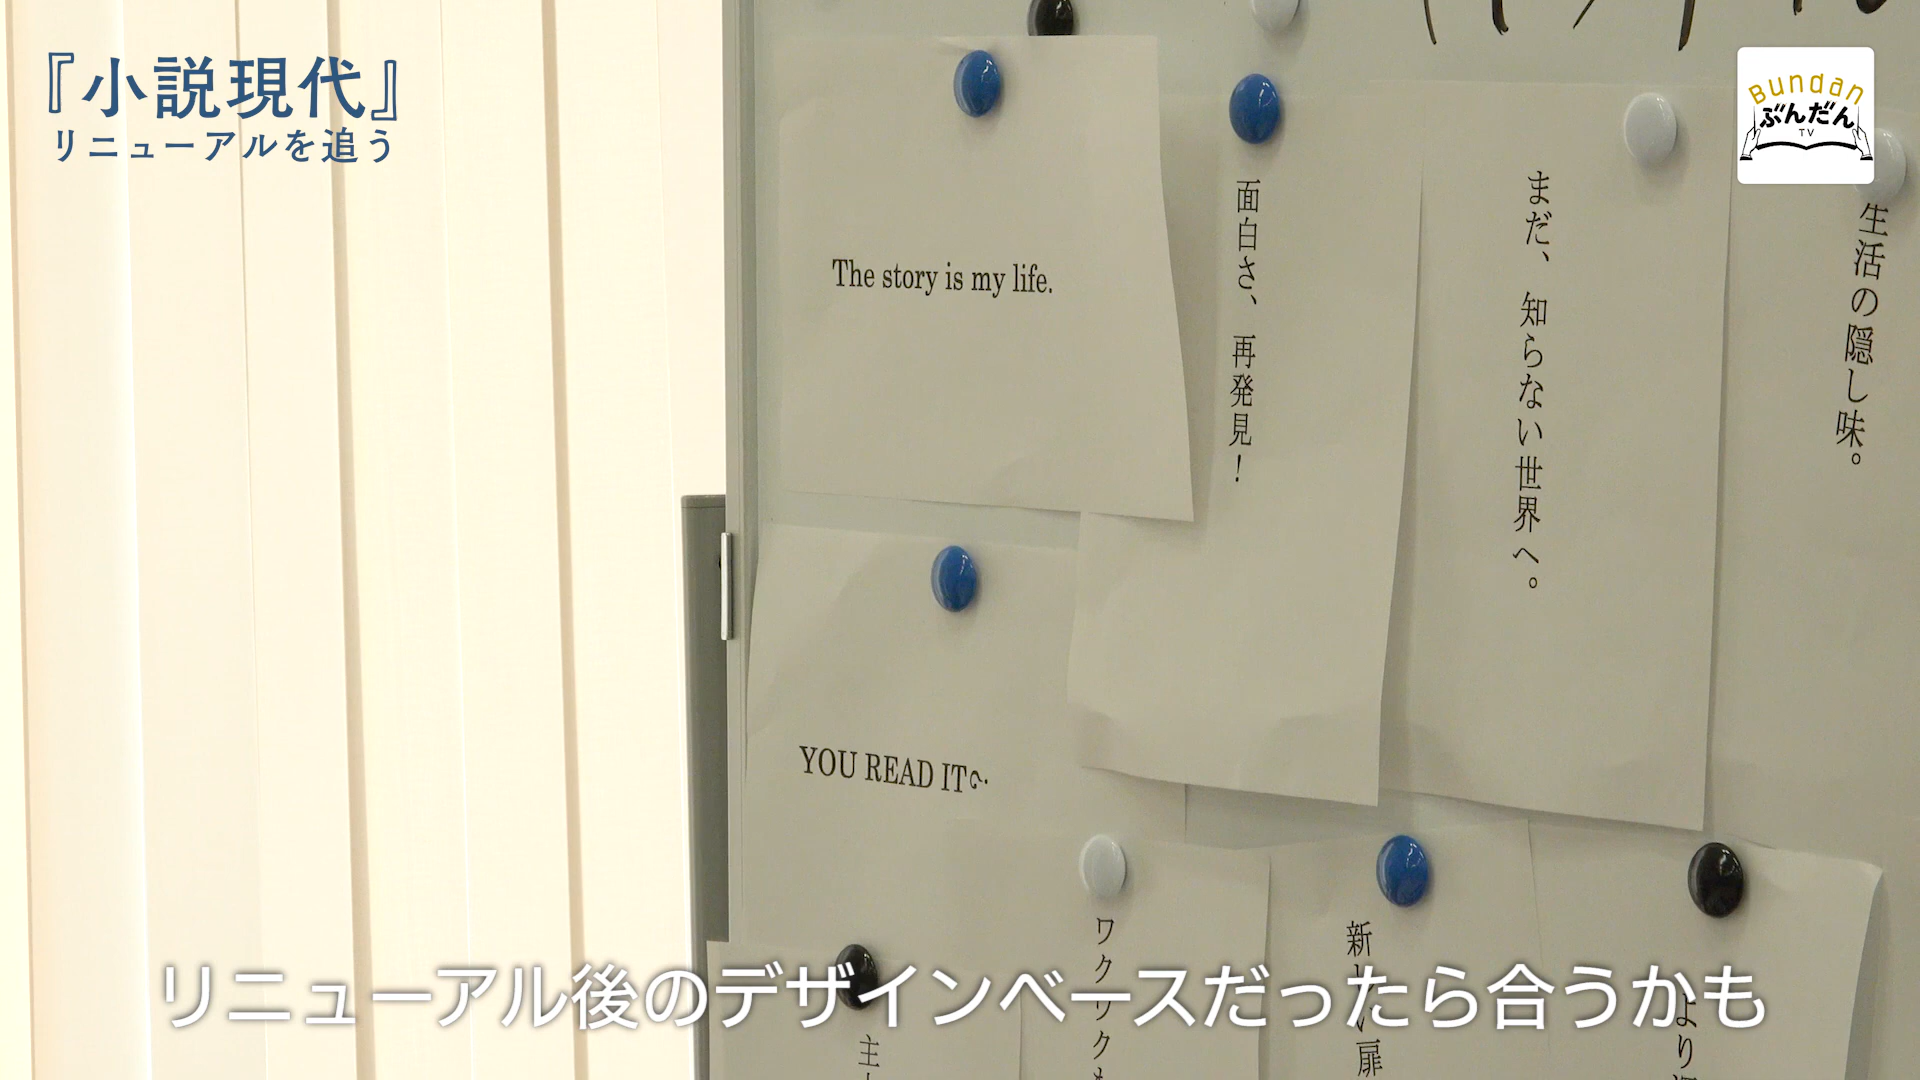 『小説現代』
リニューアルを追う
Bundan
ぶんだん
TV
The story is my life.
面白さ、再発見！
まだ、知らない世界へ。
生活の隠し味。
YOU READ IT
ワクワク
新しい扉
より
主
リニューアル後のデザインベースだったら合うかも